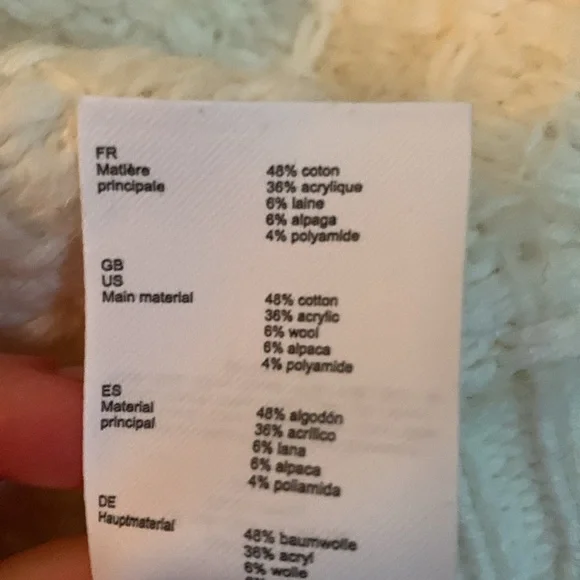 FR
Matière 48% coton
principale 36% acrylique
6% laine
6% alpaga
4% polyamide
GB
US
Main material 48% cotton
36% acrylic
6% wool
6% alpaca
4% polyamide
ES
Material 48% algodón
principal 36% acrílico
6% lana
6% alpaca
4% poliamida
DE
Hauptmaterial 48% baumwolle
36% acryl
6% wolle